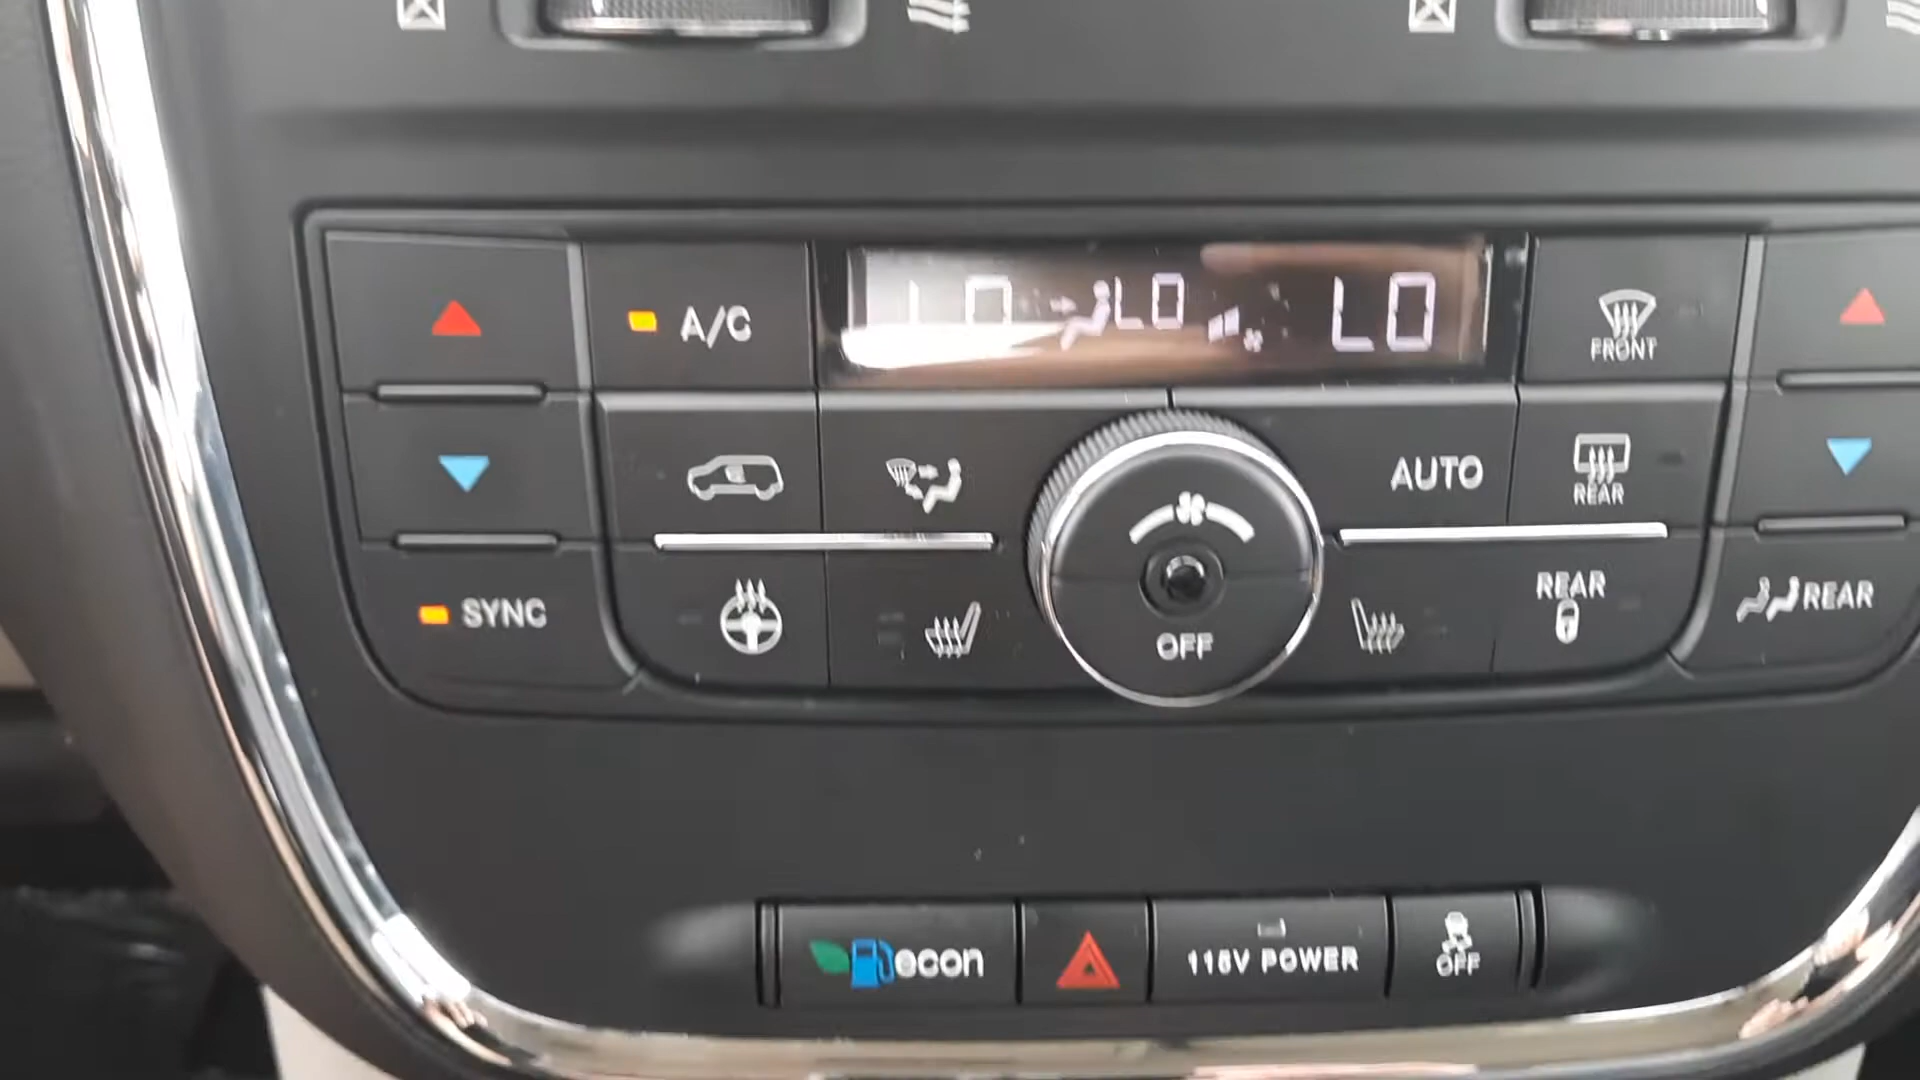 A/C
LO
LO
LO
FRONT
AUTO
REAR
SYNC
OFF
REAR
REAR
econ
115V POWER
OFF